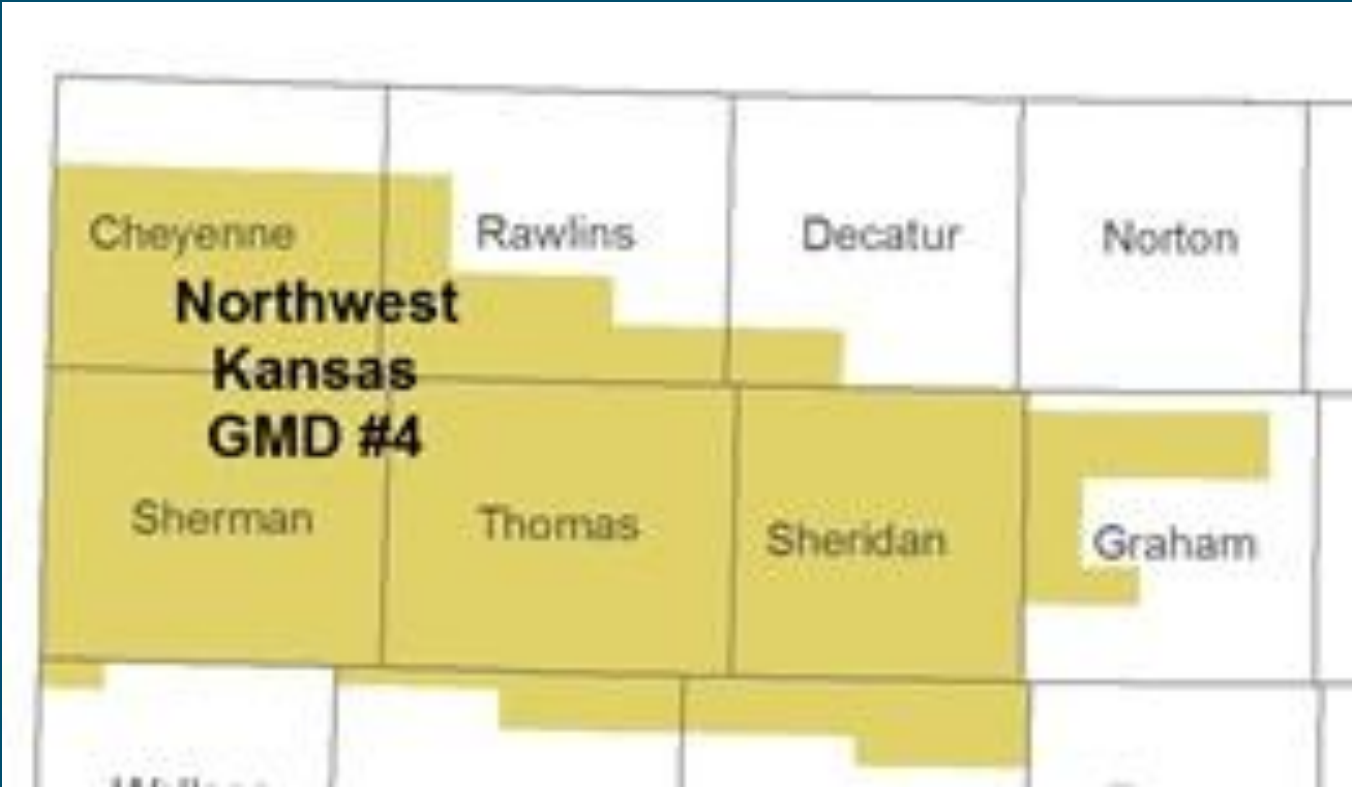 Cheyenne Rawlins Decatur Norton
Northwest
Kansas
GMD #4
Sherman Thomas Sheridan Graham